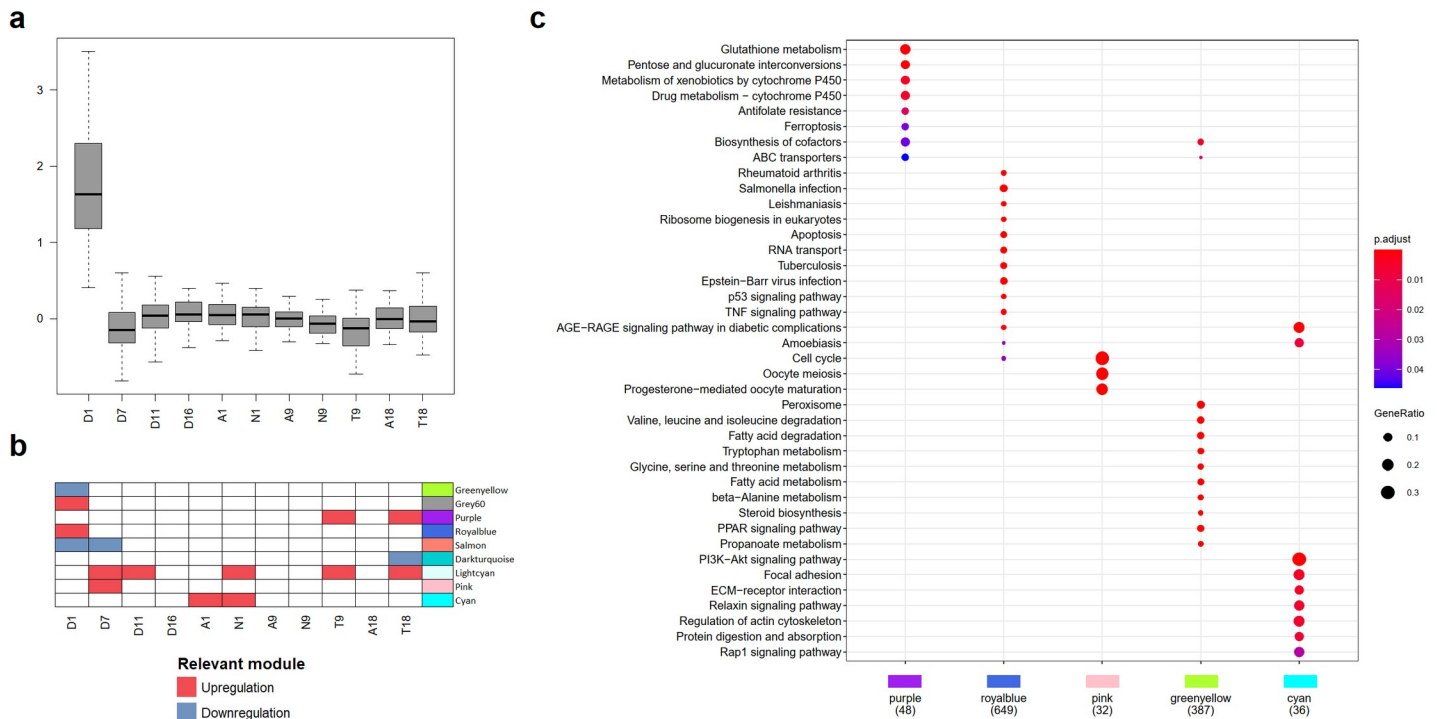 a
3
2
1
0
D1 D7 D11 D16 A1 N1 A9 N9 T9 A18 T18
b
Greenyellow
Grey60
Purple
Royalblue
Salmon
Darkturquoise
Lightcyan
Pink
Cyan
D1 D7 D11 D16 A1 N1 A9 N9 T9 A18 T18
Relevant module
Upregulation
Downregulation
c
Glutathione metabolism
Pentose and glucuronate interconversions
Metabolism of xenobiotics by cytochrome P450
Drug metabolism − cytochrome P450
Antifolate resistance
Ferroptosis
Biosynthesis of cofactors
ABC transporters
Rheumatoid arthritis
Salmonella infection
Leishmaniasis
Ribosome biogenesis in eukaryotes
Apoptosis
RNA transport
Tuberculosis
Epstein−Barr virus infection
p53 signaling pathway
TNF signaling pathway
AGE−RAGE signaling pathway in diabetic complications
Amoebiasis
Cell cycle
Oocyte meiosis
Progesterone−mediated oocyte maturation
Peroxisome
Valine, leucine and isoleucine degradation
Fatty acid degradation
Tryptophan metabolism
Glycine, serine and threonine metabolism
Fatty acid metabolism
beta−Alanine metabolism
Steroid biosynthesis
PPAR signaling pathway
Propanoate metabolism
PI3K−Akt signaling pathway
Focal adhesion
ECM−receptor interaction
Relaxin signaling pathway
Regulation of actin cytoskeleton
Protein digestion and absorption
Rap1 signaling pathway
purple royalblue pink greenyellow cyan
(48) (649) (32) (387) (36)
p.adjust
0.01
0.02
0.03
0.04
GeneRatio
0.1
0.2
0.3